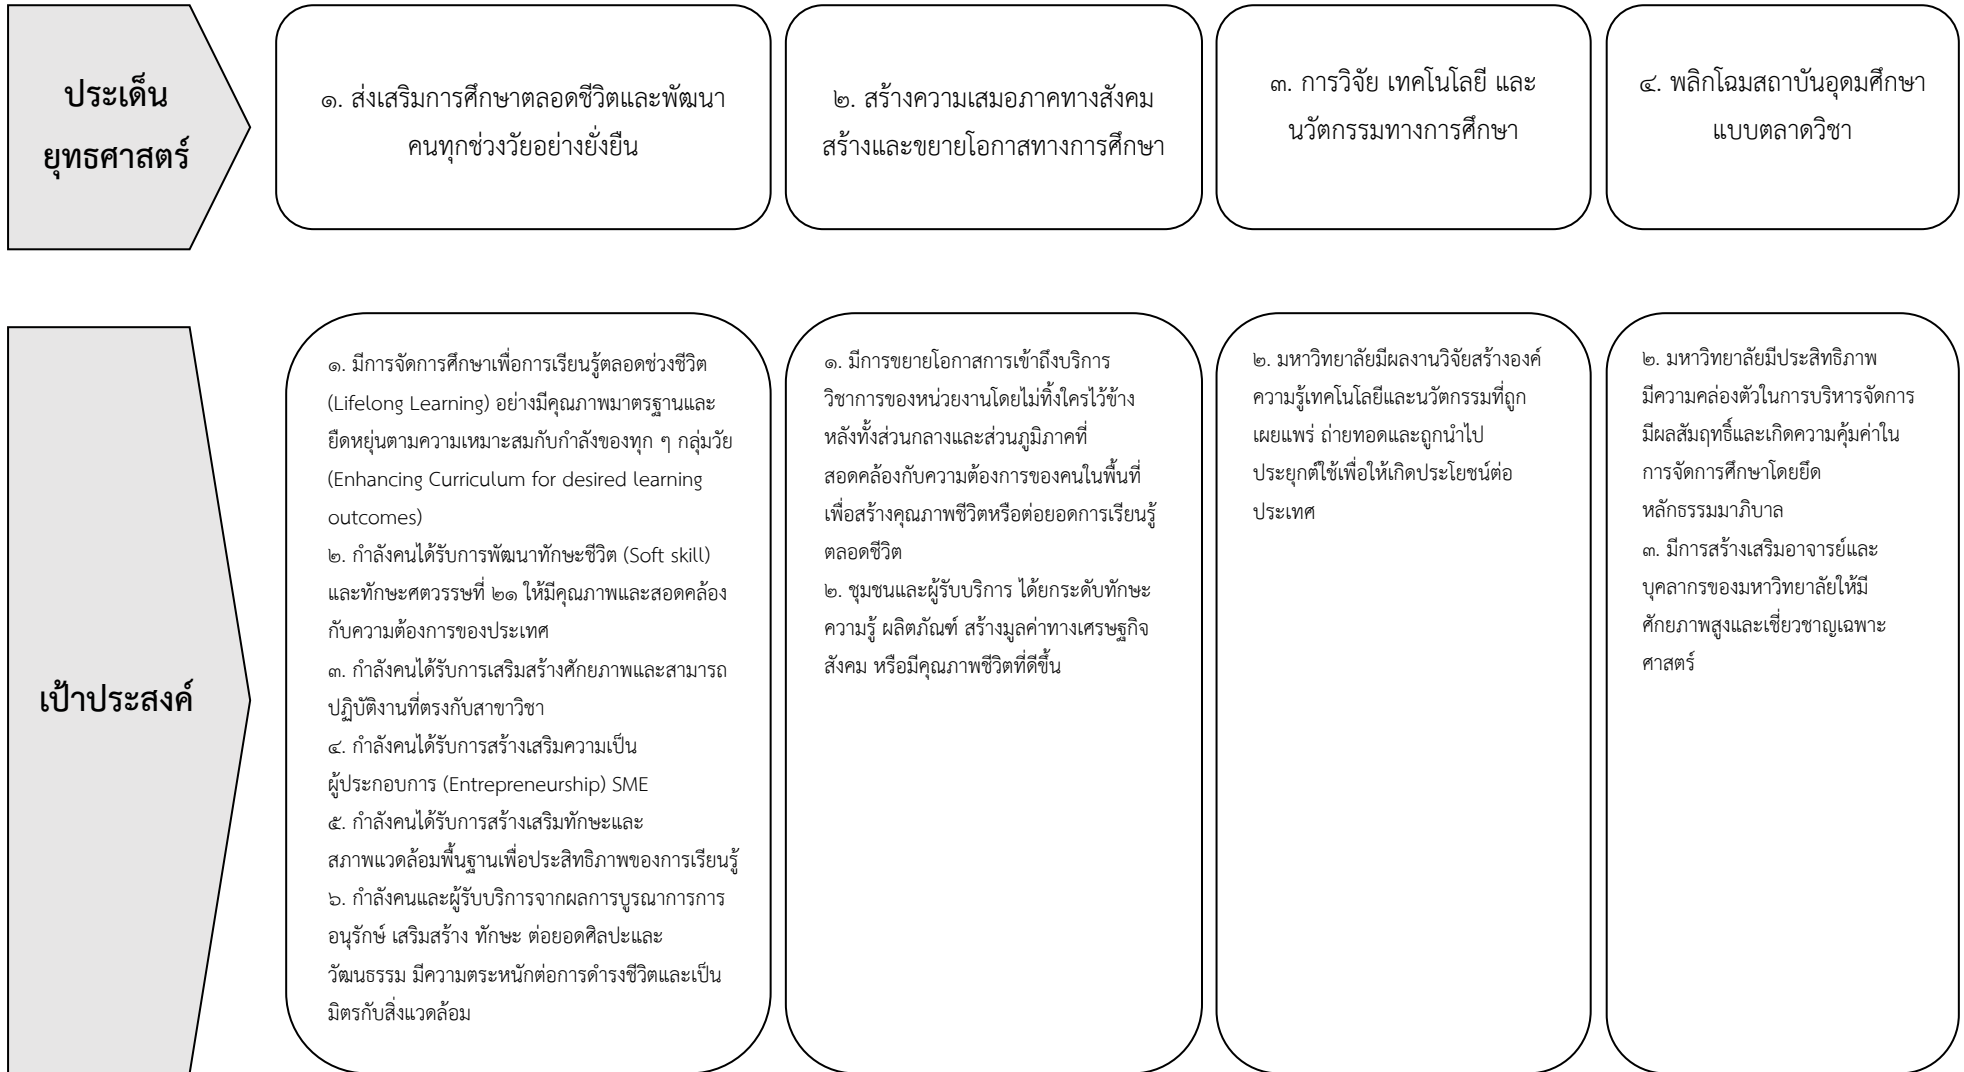 ประเด็น
ยุทธศาสตร์
๑. ส่งเสริมการศึกษาตลอดชีวิตและพัฒนา
คนทุกช่วงวัยอย่างยั่งยืน
๒. สร้างความเสมอภาคทางสังคม
สร้างและขยายโอกาสทางการศึกษา
๓. การวิจัย เทคโนโลยี และ
นวัตกรรมทางการศึกษา
๔. พลิกโฉมสถาบันอุดมศึกษา
แบบตลาดวิชา
เป้าประสงค์
๑. มีการจัดการศึกษาเพื่อการเรียนรู้ตลอดช่วงชีวิต
(Lifelong Learning) อย่างมีคุณภาพมาตรฐานและ
ยืดหยุ่นตามความเหมาะสมกับกำลังของทุก ๆ กลุ่มวัย
(Enhancing Curriculum for desired learning
outcomes)
๒. กำลังคนได้รับการพัฒนาทักษะชีวิต (Soft skill)
และทักษะศตวรรษที่ ๒๑ ให้มีคุณภาพและสอดคล้อง
กับความต้องการของประเทศ
๓. กำลังคนได้รับการเสริมสร้างศักยภาพและสามารถ
ปฏิบัติงานที่ตรงกับสาขาวิชา
๔. กำลังคนได้รับการสร้างเสริมความเป็น
ผู้ประกอบการ (Entrepreneurship) SME
๕. กำลังคนได้รับการสร้างเสริมทักษะและ
สภาพแวดล้อมพื้นฐานเพื่อประสิทธิภาพของการเรียนรู้
๖. กำลังคนและผู้รับบริการจากผลการบูรณาการการ
อนุรักษ์ เสริมสร้าง ทักษะ ต่อยอดศิลปะและ
วัฒนธรรม มีความตระหนักต่อการดำรงชีวิตและเป็น
มิตรกับสิ่งแวดล้อม
๑. มีการขยายโอกาสการเข้าถึงบริการ
วิชาการของหน่วยงานโดยไม่ทิ้งใครไว้ข้าง
หลังทั้งส่วนกลางและส่วนภูมิภาคที่
สอดคล้องกับความต้องการของคนในพื้นที่
เพื่อสร้างคุณภาพชีวิตหรือต่อยอดการเรียนรู้
ตลอดชีวิต
๒. ชุมชนและผู้รับบริการ ได้ยกระดับทักษะ
ความรู้ ผลิตภัณฑ์ สร้างมูลค่าทางเศรษฐกิจ
สังคม หรือมีคุณภาพชีวิตที่ดีขึ้น
๒. มหาวิทยาลัยมีผลงานวิจัยสร้างองค์
ความรู้เทคโนโลยีและนวัตกรรมที่ถูก
เผยแพร่ ถ่ายทอดและถูกนำไป
ประยุกต์ใช้เพื่อให้เกิดประโยชน์ต่อ
ประเทศ
๒. มหาวิทยาลัยมีประสิทธิภาพ
มีความคล่องตัวในการบริหารจัดการ
มีผลสัมฤทธิ์และเกิดความคุ้มค่าใน
การจัดการศึกษาโดยยึด
หลักธรรมมาภิบาล
๓. มีการสร้างเสริมอาจารย์และ
บุคลากรของมหาวิทยาลัยให้มี
ศักยภาพสูงและเชี่ยวชาญเฉพาะ
ศาสตร์